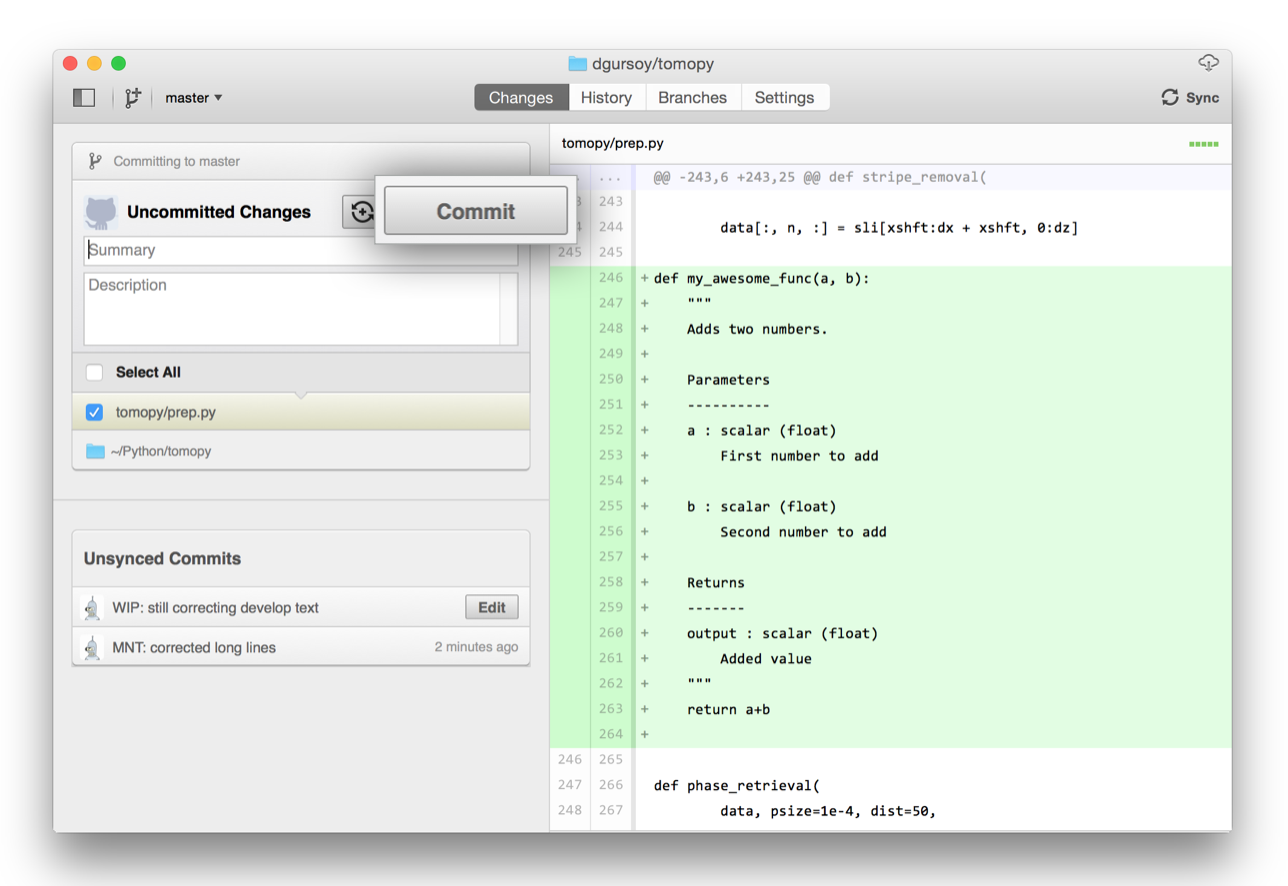 dgursoy/tomopy
master
Changes History Branches Settings
Sync
Committing to master
Uncommitted Changes
Commit
Summary
Description
Select All
tomopy/prep.py
~/Python/tomopy
Unsynced Commits
WIP: still correcting develop text Edit
MNT: corrected long lines 2 minutes ago
tomopy/prep.py
... @@ -243,6 +243,25 @@ def stripe_removal(
3 243
4 244 data[:, n, :] = sli[xshft:dx + xshft, 0:dz]
245 245
246 + def my_awesome_func(a, b):
247 + """
248 + Adds two numbers.
249 +
250 + Parameters
251 + ----------
252 + a : scalar (float)
253 + First number to add
254 +
255 + b : scalar (float)
256 + Second number to add
257 +
258 + Returns
259 + -------
260 + output : scalar (float)
261 + Added value
262 + """
263 + return a+b
264 +
246 265
247 266 def phase_retrieval(
248 267 data, psize=1e-4, dist=50,